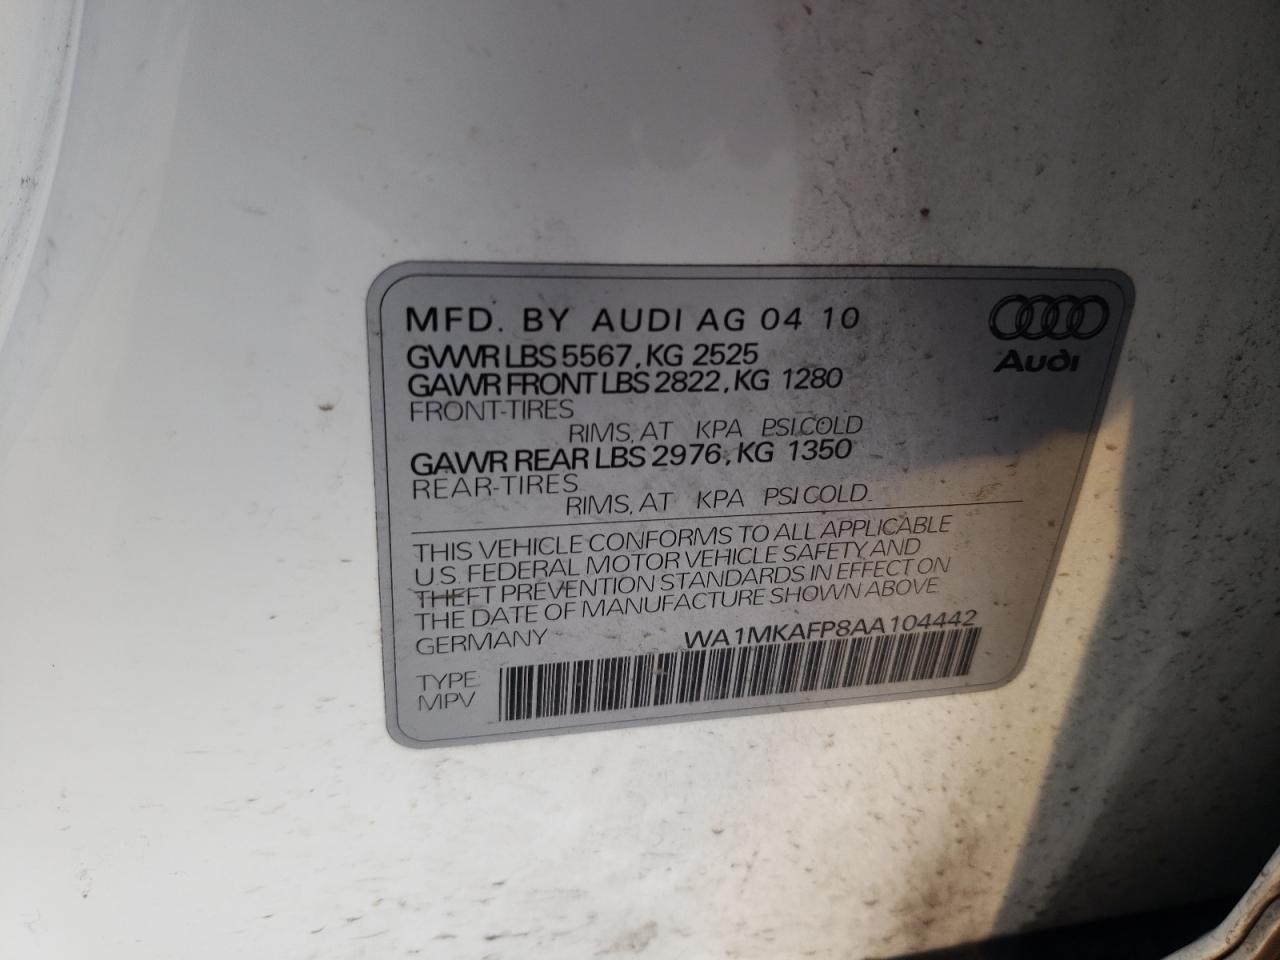 MFD. BY AUDI AG 04 10
GVWR LBS 5567, KG 2525
GAWR FRONT LBS 2822, KG 1280
FRONT-TIRES
RIMS, AT KPA PSI COLD
GAWR REAR LBS 2976, KG 1350
REAR-TIRES
RIMS, AT KPA PSI COLD
Audi
THIS VEHICLE CONFORMS TO ALL APPLICABLE
U.S. FEDERAL MOTOR VEHICLE SAFETY AND
THEFT PREVENTION STANDARDS IN EFFECT ON
THE DATE OF MANUFACTURE SHOWN ABOVE
GERMANY WA1MKAFP8AA104442
TYPE
MPV